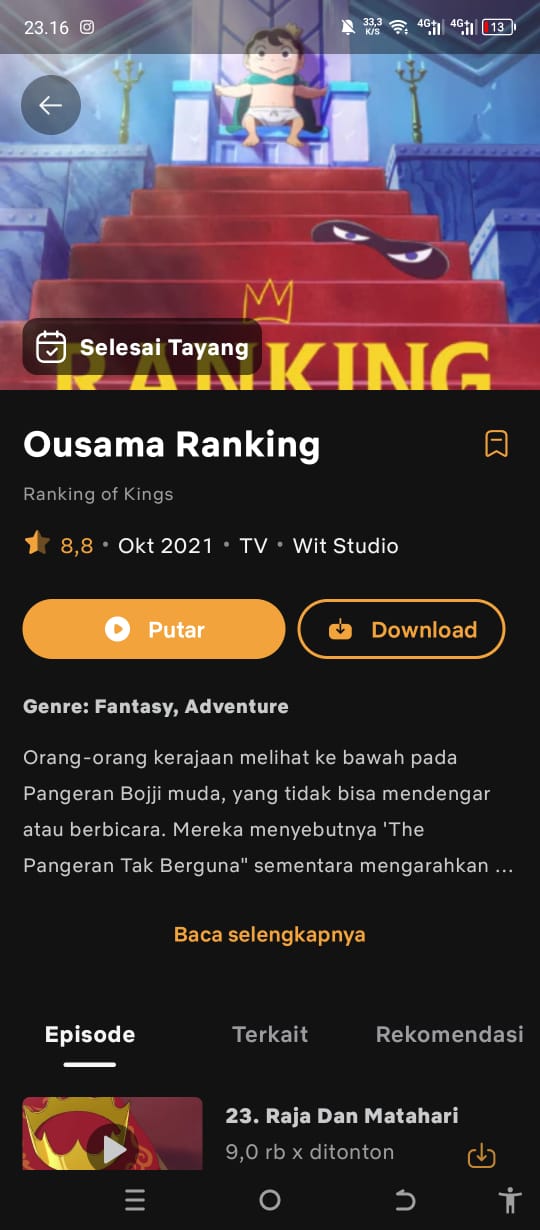 23.16
33,3
K/S
4G
4G
13
Selesai Tayang
RANKING
Ousama Ranking
Ranking of Kings
8,8 • Okt 2021 • TV • Wit Studio
Putar
Download
Genre: Fantasy, Adventure
Orang-orang kerajaan melihat ke bawah pada
Pangeran Bojji muda, yang tidak bisa mendengar
atau berbicara. Mereka menyebutnya 'The
Pangeran Tak Berguna" sementara mengarahkan ...
Baca selengkapnya
Episode
Terkait
Rekomendasi
23. Raja Dan Matahari
9,0 rb x ditonton